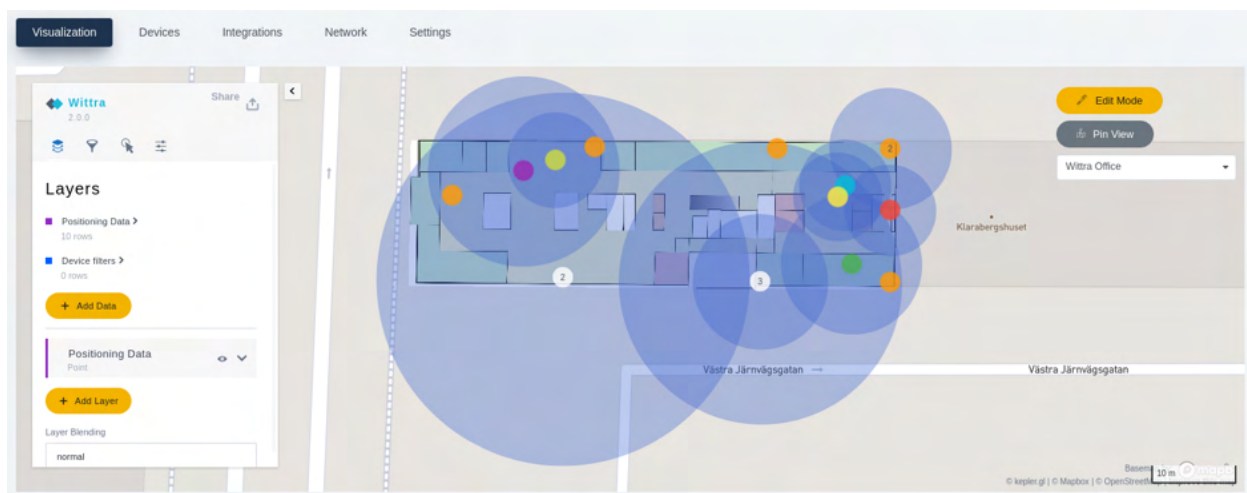 Visualization
Devices
Integrations
Network
Settings
Wittra
2.0.0
Share
Layers
Positioning Data
10 rows
Device filters
0 rows
+ Add Data
Positioning Data
Point
+ Add Layer
Layer Blending
normal
Edit Mode
Pin View
Wittra Office
2
2
3
Klarabergshuset
Västra Järnvägsgatan →
Västra Järnvägsgatan
10 m
© kepler.gl | © Mapbox | © OpenStreet